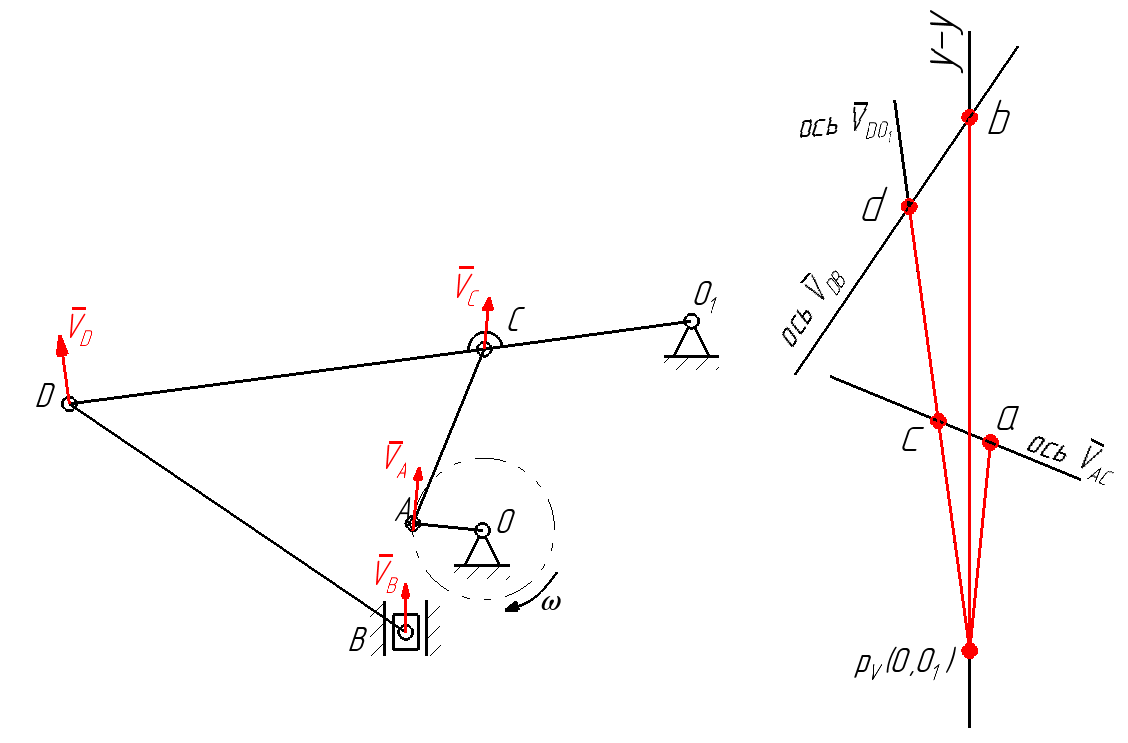 y-y
b
ось V̅DO₁
d
ось V̅DB
V̅C
C
O₁
V̅D
D
a
c
ось V̅AC
V̅A
A
O
V̅B
ω
B
pV(O,O₁)